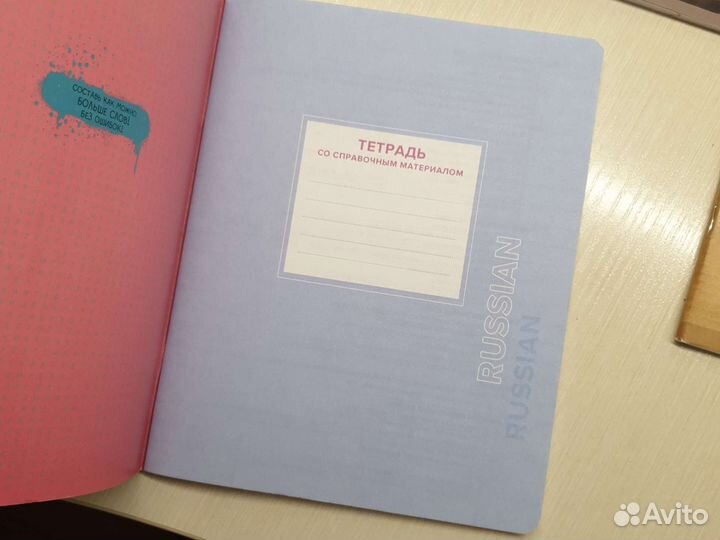 СОСТАВЬ КАК МОЖНО
БОЛЬШЕ СЛОВ!
БЕЗ ОШИБОК!
ТЕТРАДЬ
СО СПРАВОЧНЫМ МАТЕРИАЛОМ
RUSSIAN
RUSSIAN
Avito